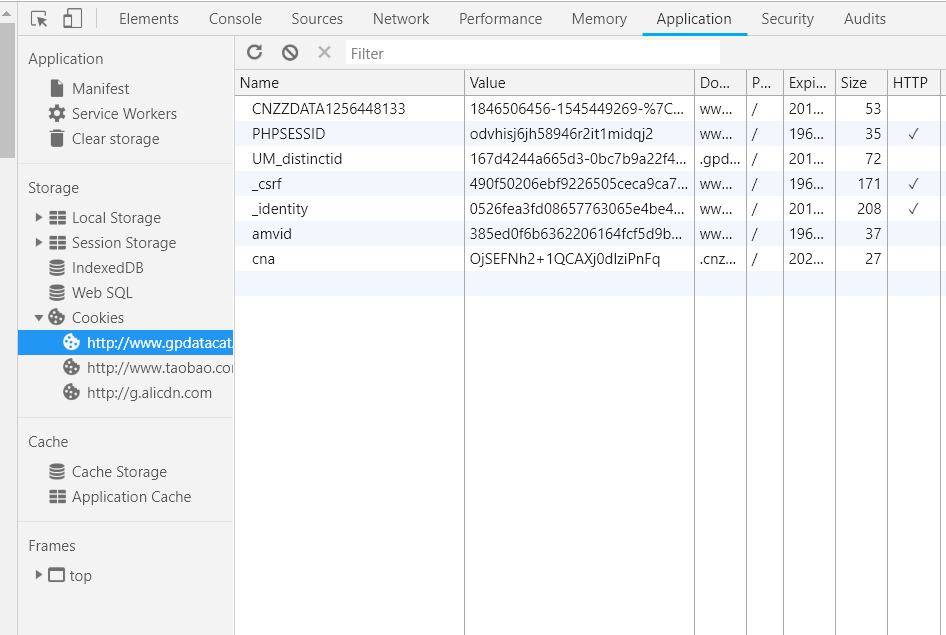 Elements Console Sources Network Performance Memory Application Security Audits
Application
Manifest
Service Workers
Clear storage
Storage
Local Storage
Session Storage
IndexedDB
Web SQL
Cookies
http://www.gpdatacat.
http://www.taobao.com
http://g.alicdn.com
Cache
Cache Storage
Application Cache
Frames
top
Filter
Name Value Do... P... Expi... Size HTTP
CNZZDATA1256448133 1846506456-1545449269-%7C... ww... / 201... 53
PHPSESSID odvhisj6jh58946r2it1midqj2 ww... / 196... 35 ✓
UM_distinctid 167d4244a665d3-0bc7b9a22f4... .gpd... / 201... 72
_csrf 490f50206ebf9226505ceca9ca7... ww... / 196... 171 ✓
_identity 0526fea3fd08657763065e4be4... ww... / 201... 208 ✓
amvid 385ed0f6b6362206164fcf5d9b... ww... / 196... 37
cna OjSEFNh2+1QCAXj0dIziPnFq .cnz... / 202... 27